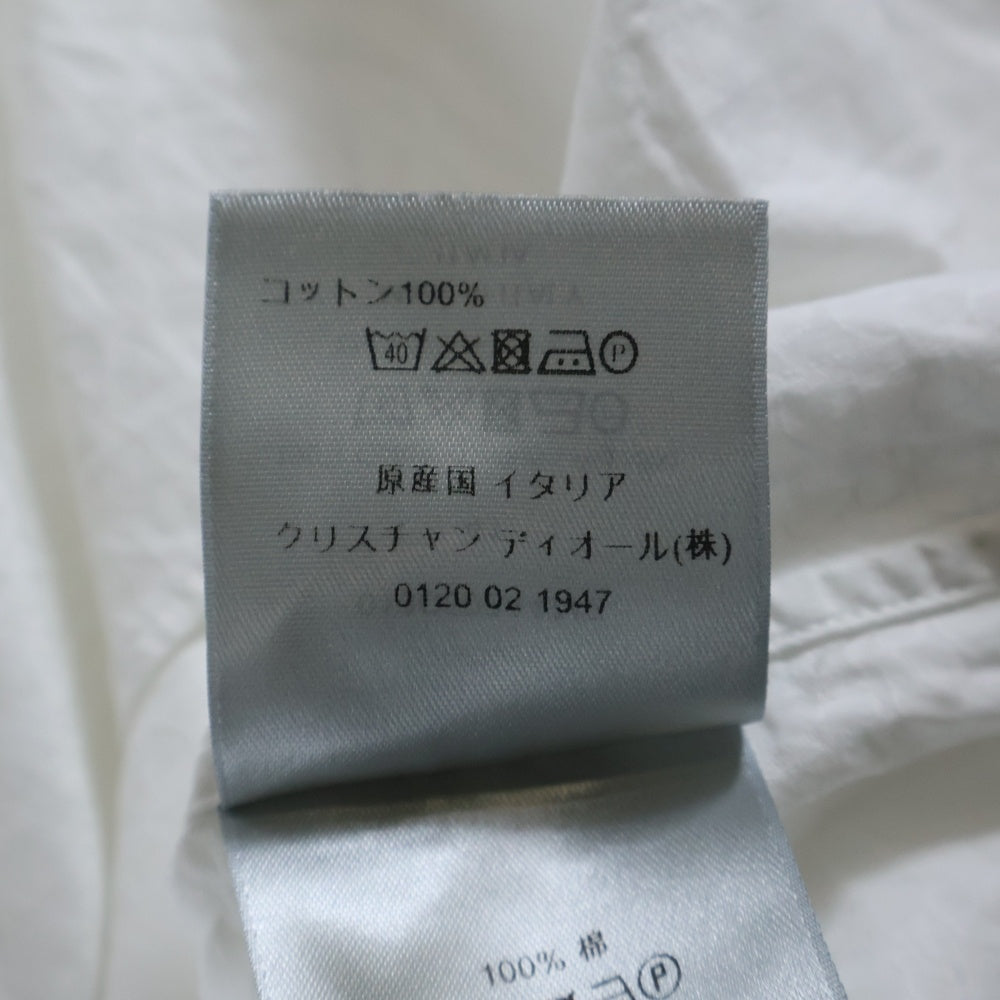 コットン100%
40 P
原産国 イタリア
クリスチャン ディオール(株)
0120 02 1947
100% 棉
P